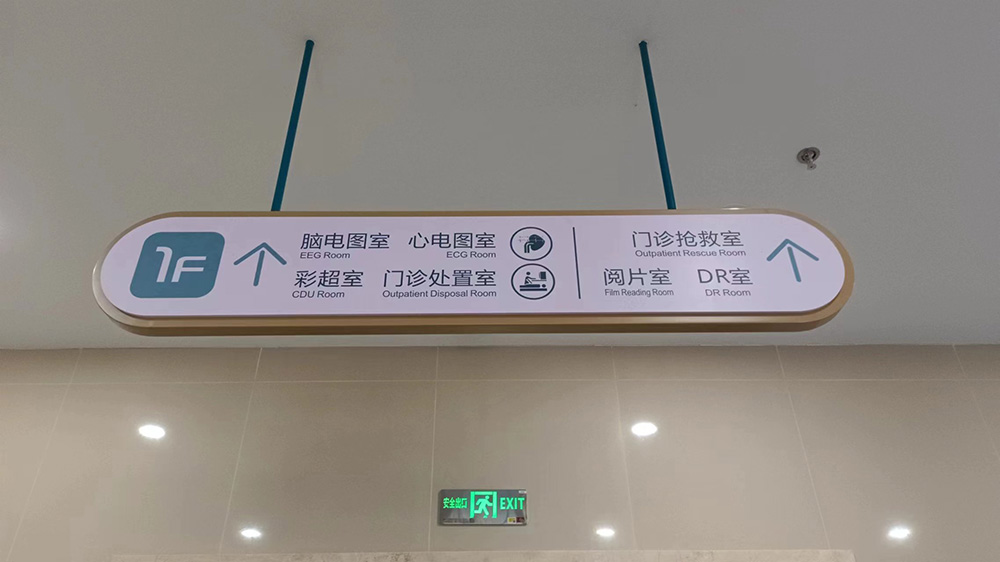 1F
脑电图室 心电图室
EEG Room ECG Room
彩超室 门诊处置室
CDU Room Outpatient Disposal Room
门诊抢救室
Outpatient Rescue Room
阅片室 DR室
Film Reading Room DR Room
安全出口 EXIT